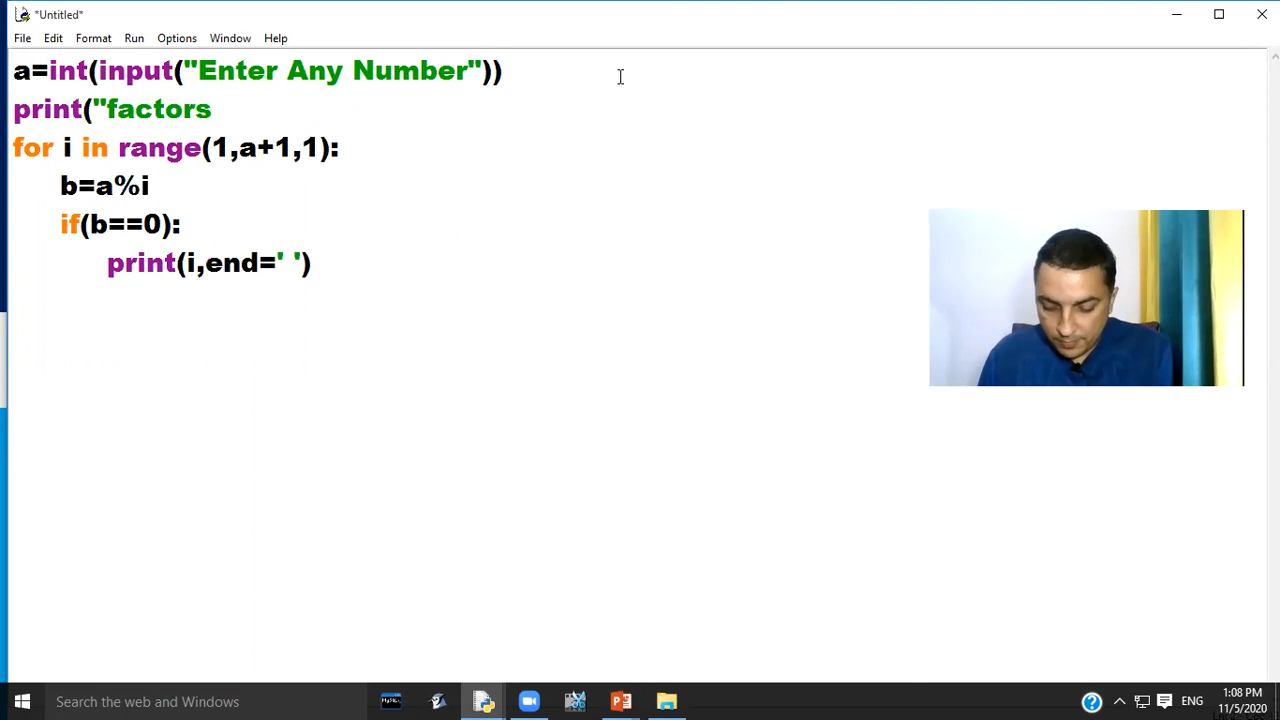 *Untitled*
File Edit Format Run Options Window Help
a=int(input("Enter Any Number"))
print("factors
for i in range(1,a+1,1):
b=a%i
if(b==0):
print(i,end=' ')
Search the web and Windows
ENG
1:08 PM
11/5/2020